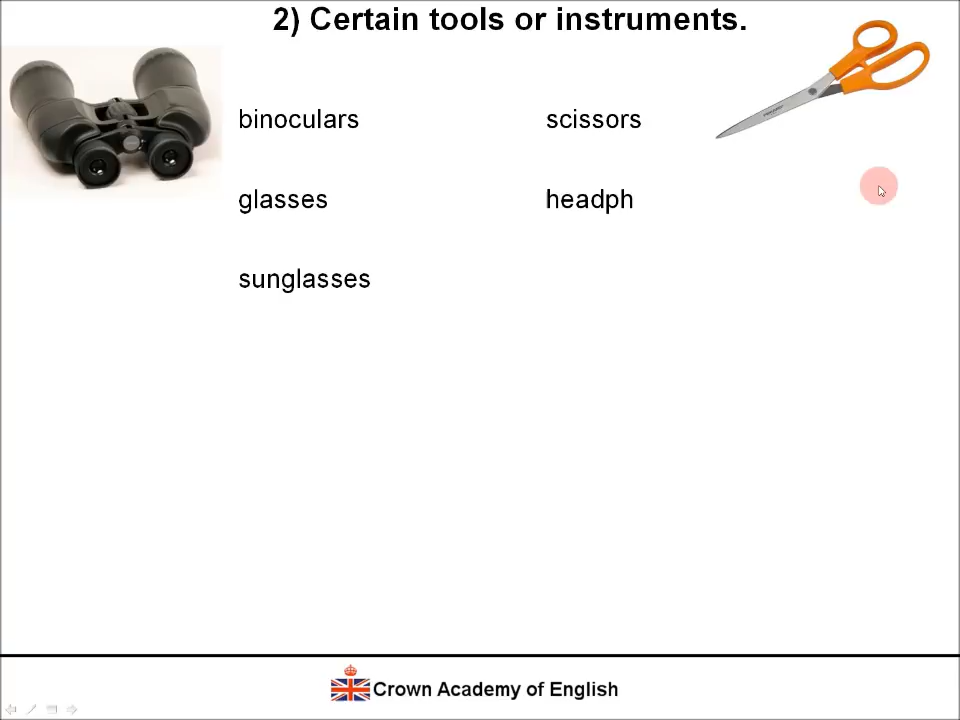 2) Certain tools or instruments.
binoculars
scissors
glasses
headph
sunglasses
Crown Academy of English